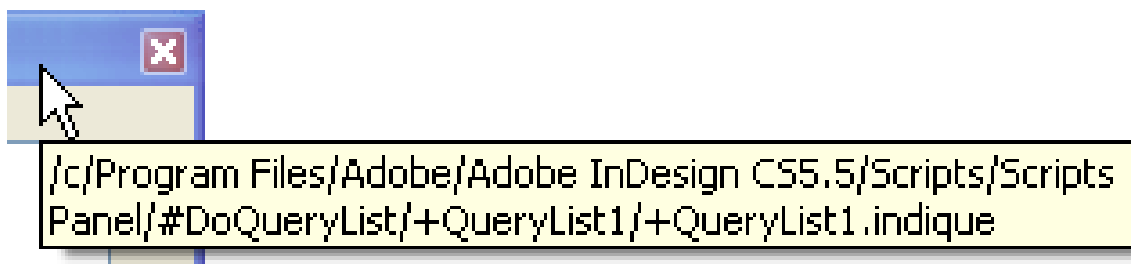 /c/Program Files/Adobe/Adobe InDesign CS5.5/Scripts/Scripts
Panel/#DoQueryList/+QueryList1/+QueryList1.indique